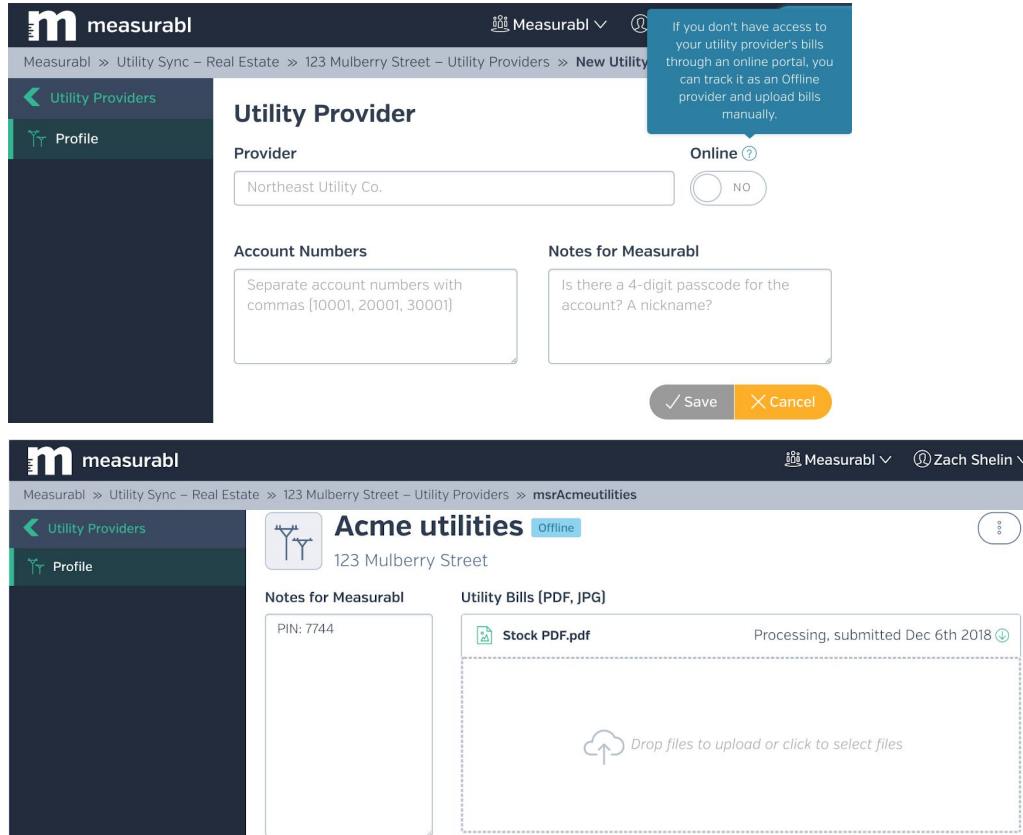 measurabl
Measurabl
If you don't have access to
your utility provider's bills
through an online portal, you
can track it as an Offline
provider and upload bills
manually.
Measurabl » Utility Sync – Real Estate » 123 Mulberry Street – Utility Providers » New Utility
Utility Providers
Profile
Utility Provider
Provider
Online ?
Northeast Utility Co.
NO
Account Numbers
Notes for Measurabl
Separate account numbers with
commas (10001, 20001, 30001)
Is there a 4-digit passcode for the
account? A nickname?
Save
Cancel
measurabl
Measurabl
Zach Shelin
Measurabl » Utility Sync – Real Estate » 123 Mulberry Street – Utility Providers » msrAcmeutilities
Utility Providers
Profile
Acme utilities Offline
123 Mulberry Street
Notes for Measurabl
Utility Bills (PDF, JPG)
PIN: 7744
Stock PDF.pdf
Processing, submitted Dec 6th 2018
Drop files to upload or click to select files